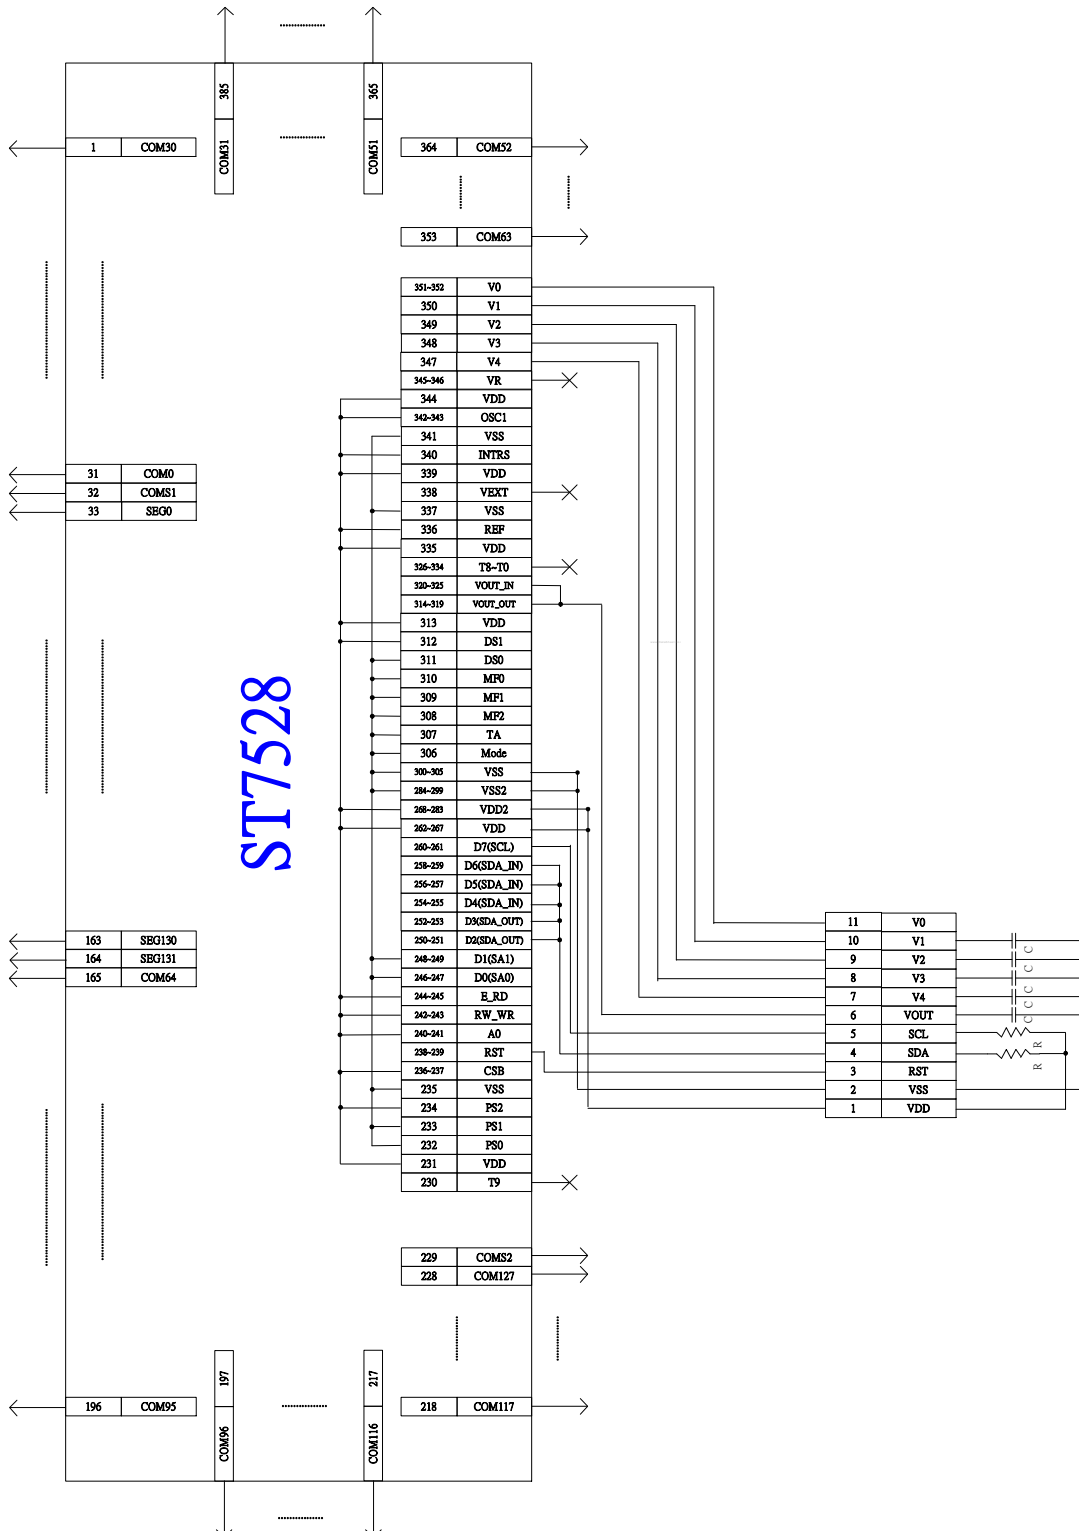 385
COM31
365
COM51
1 COM30
364 COM52
353 COM63
351~352 V0
350 V1
349 V2
348 V3
347 V4
345~346 VR
344 VDD
342~343 OSC1
341 VSS
340 INTRS
339 VDD
338 VEXT
337 VSS
336 REF
335 VDD
326~334 T8~T0
320~325 VOUT_IN
314~319 VOUT_OUT
313 VDD
312 DS1
311 DS0
310 MF0
309 MF1
308 MF2
307 TA
306 Mode
300~305 VSS
284~299 VSS2
268~283 VDD2
262~267 VDD
260~261 D7(SCL)
258~259 D6(SDA_IN)
256~257 D5(SDA_IN)
254~255 D4(SDA_IN)
252~253 D3(SDA_OUT)
250~251 D2(SDA_OUT)
248~249 D1(SA1)
246~247 D0(SA0)
244~245 E_RD
242~243 RW_WR
240~241 A0
238~239 RST
236~237 CSB
235 VSS
234 PS2
233 PS1
232 PS0
231 VDD
230 T9
229 COMS2
228 COM127
218 COM117
31 COM0
32 COMS1
33 SEG0
ST7528
163 SEG130
164 SEG131
165 COM64
196 COM95
197
COM96
217
COM116
11 V0
10 V1
9 V2
8 V3
7 V4
6 VOUT
5 SCL
4 SDA
3 RST
2 VSS
1 VDD
C
C
C
C
C
R
R